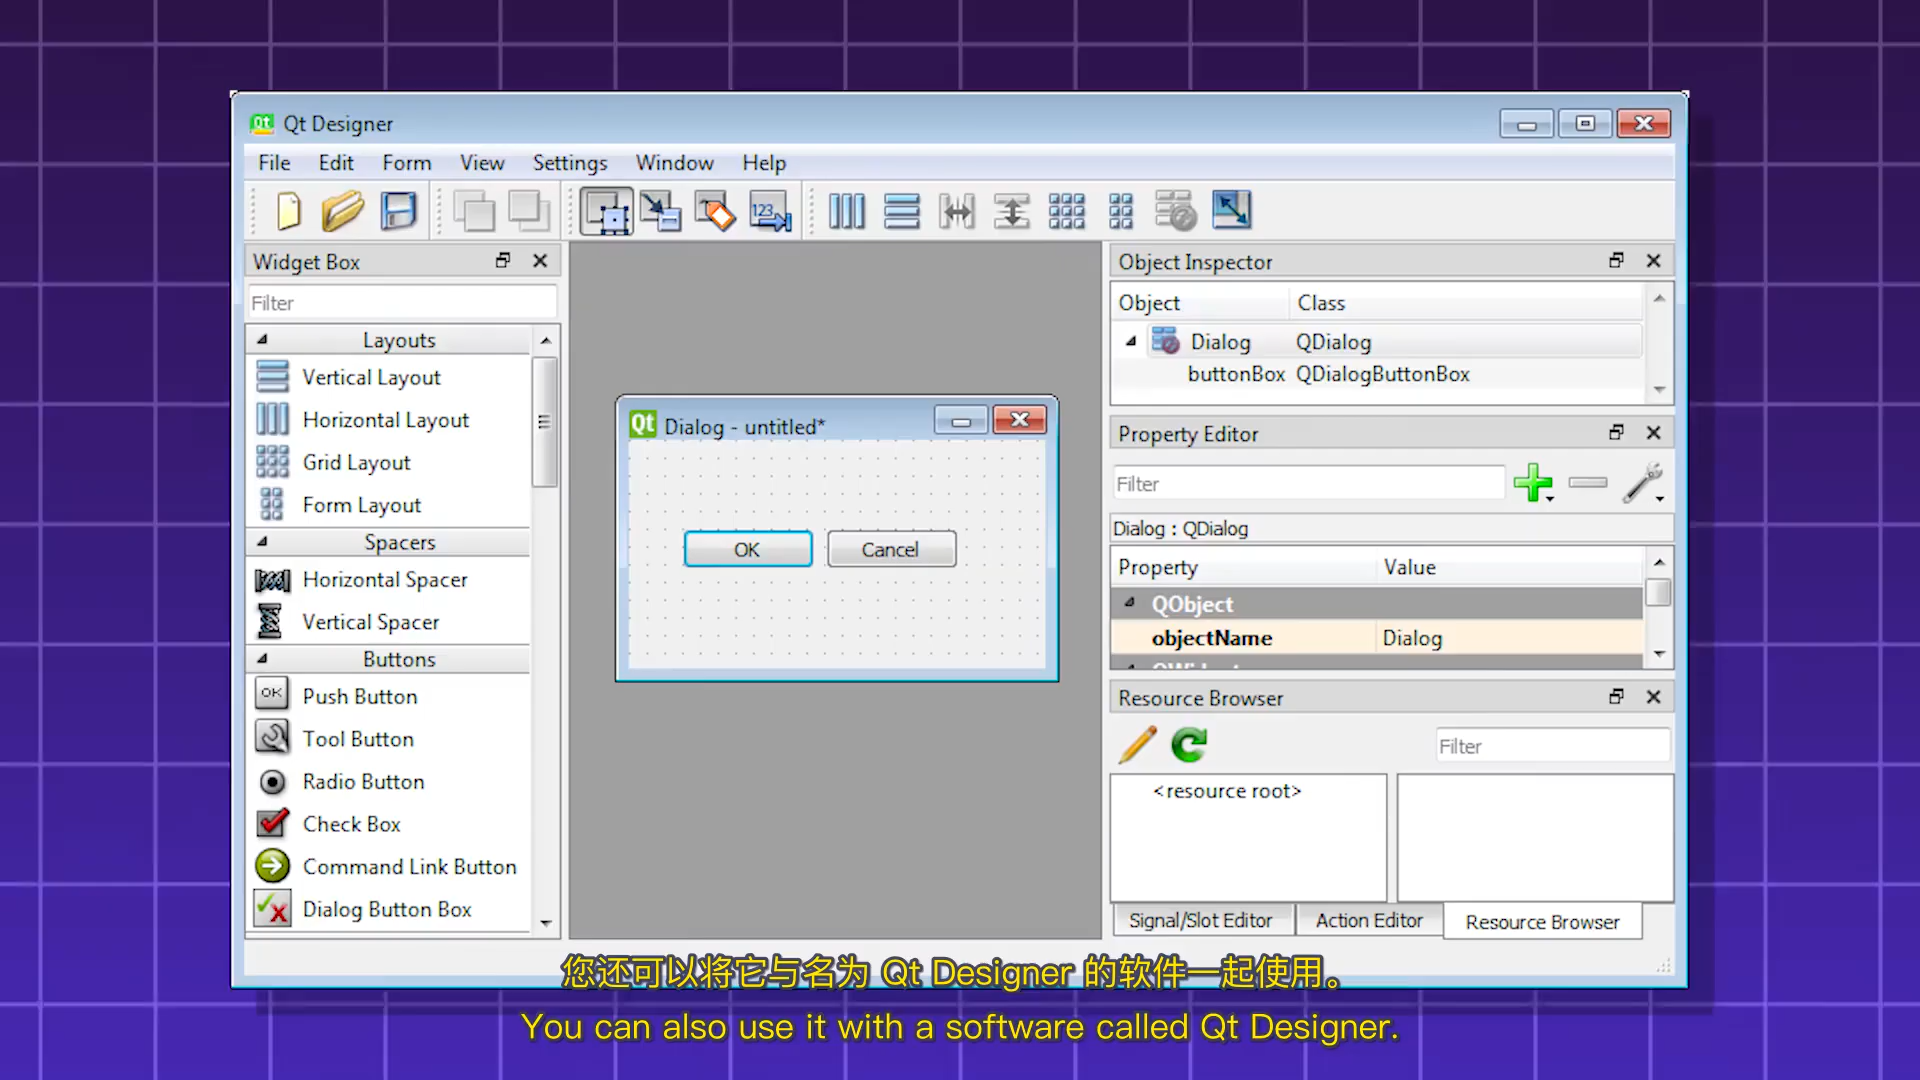 Qt Designer
File Edit Form View Settings Window Help
Widget Box
Filter
Layouts
Vertical Layout
Horizontal Layout
Grid Layout
Form Layout
Spacers
Horizontal Spacer
Vertical Spacer
Buttons
OK Push Button
Tool Button
Radio Button
Check Box
Command Link Button
Dialog Button Box
Qt Dialog - untitled*
OK Cancel
Object Inspector
Object Class
Dialog QDialog
buttonBox QDialogButtonBox
Property Editor
Filter
Dialog : QDialog
Property Value
QObject
objectName Dialog
Resource Browser
Filter
<resource root>
Signal/Slot Editor Action Editor Resource Browser
您还可以将它与名为 Qt Designer 的软件一起使用。
You can also use it with a software called Qt Designer.